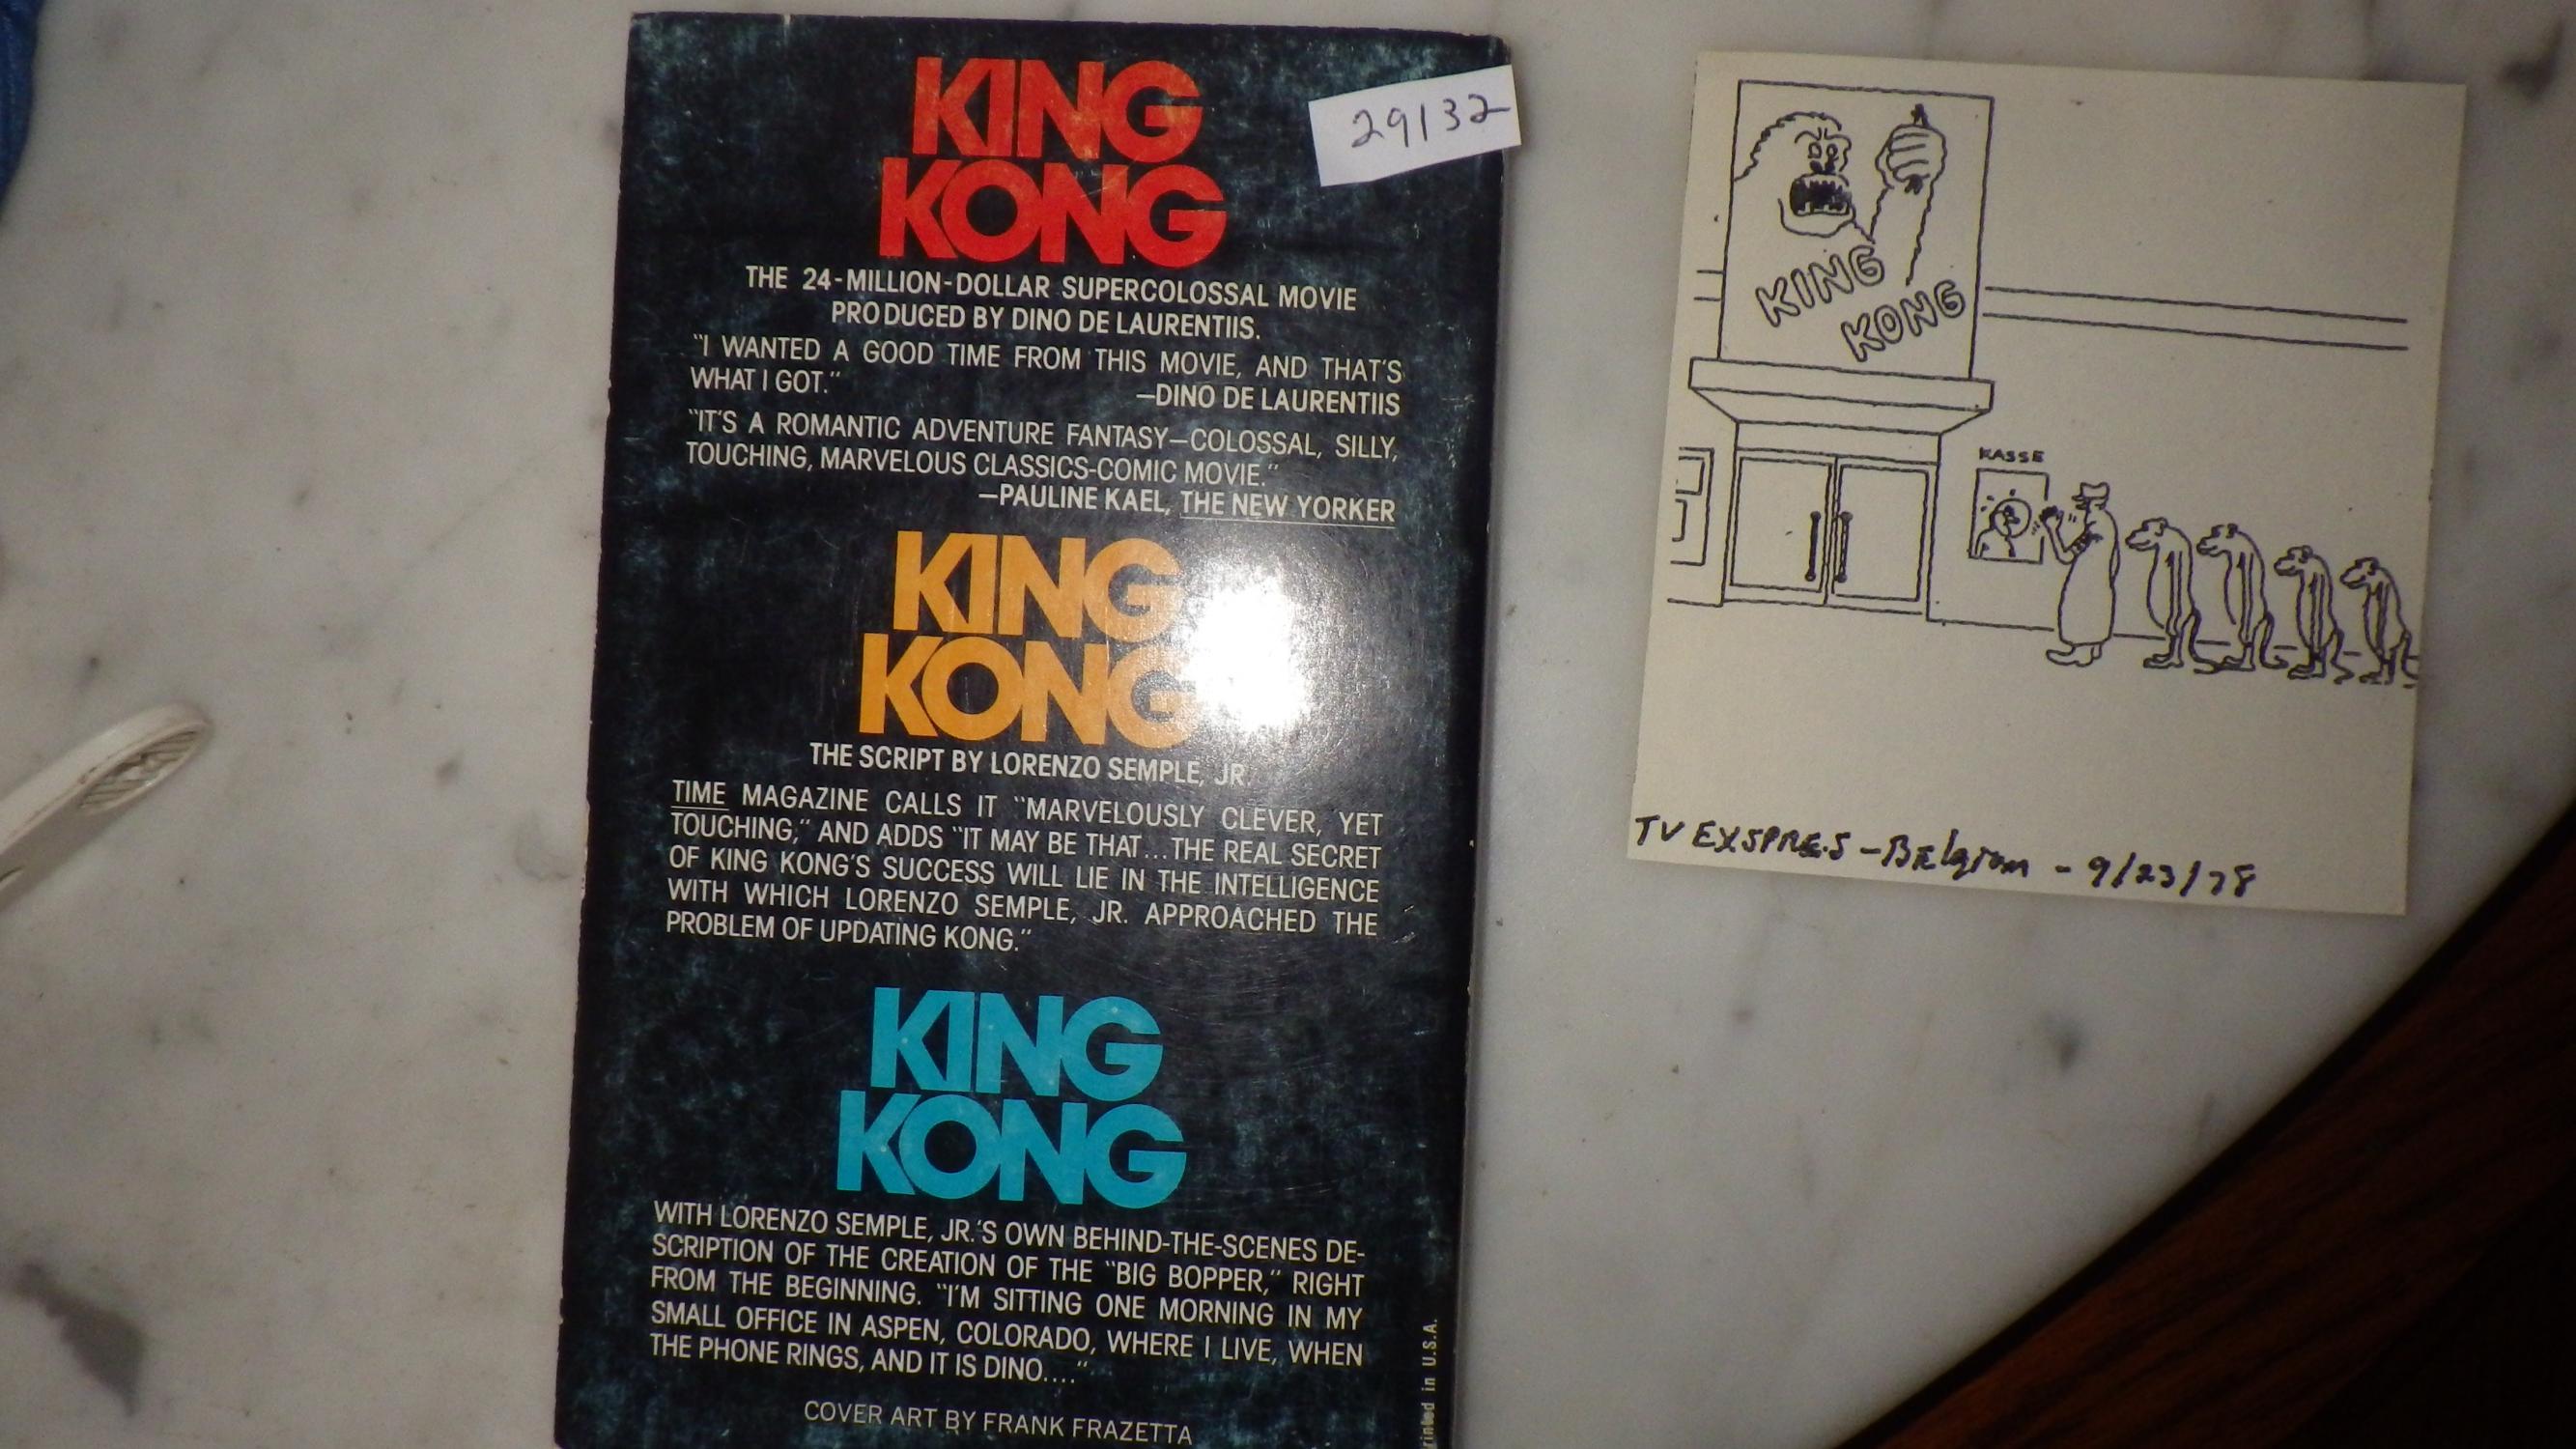 KING
KONG
29132
THE 24-MILLION-DOLLAR SUPERCOLOSSAL MOVIE
PRODUCED BY DINO DE LAURENTIIS.
"I WANTED A GOOD TIME FROM THIS MOVIE, AND THAT'S
WHAT I GOT."
—DINO DE LAURENTIIS
"IT'S A ROMANTIC ADVENTURE FANTASY—COLOSSAL, SILLY,
TOUCHING, MARVELOUS CLASSICS-COMIC MOVIE."
—PAULINE KAEL, THE NEW YORKER
KING
KONG
THE SCRIPT BY LORENZO SEMPLE, JR.
TIME MAGAZINE CALLS IT "MARVELOUSLY CLEVER, YET
TOUCHING," AND ADDS "IT MAY BE THAT...THE REAL SECRET
OF KING KONG'S SUCCESS WILL LIE IN THE INTELLIGENCE
WITH WHICH LORENZO SEMPLE, JR. APPROACHED THE
PROBLEM OF UPDATING KONG."
KING
KONG
WITH LORENZO SEMPLE, JR.'S OWN BEHIND-THE-SCENES DE-
SCRIPTION OF THE CREATION OF THE "BIG BOPPER," RIGHT
FROM THE BEGINNING. "I'M SITTING ONE MORNING IN MY
SMALL OFFICE IN ASPEN, COLORADO, WHERE I LIVE, WHEN
THE PHONE RINGS, AND IT IS DINO...."
COVER ART BY FRANK FRAZETTA
rinted in U.S.A.
KING
KONG
KASSE
TV EXSPRES - Belgium - 9/23/78